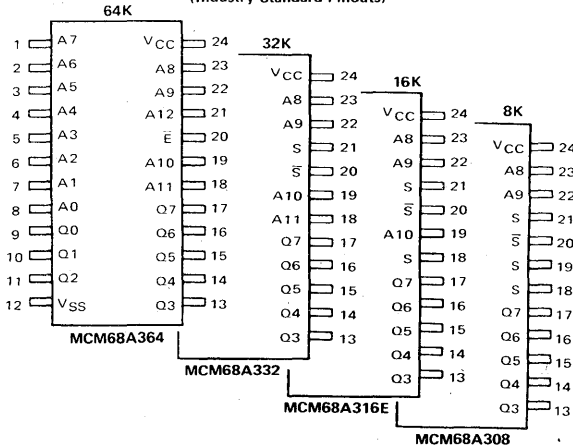 (Industry Standard Pinouts)
64K
1 A7 VCC 24
2 A6 A8 23
3 A5 A9 22
4 A4 A12 21
5 A3 E̅ 20
6 A2 A10 19
7 A1 A11 18
8 A0 Q7 17
9 Q0 Q6 16
10 Q1 Q5 15
11 Q2 Q4 14
12 VSS Q3 13
MCM68A364
32K
VCC 24
A8 23
A9 22
S 21
S̅ 20
A10 19
A11 18
Q7 17
Q6 16
Q5 15
Q4 14
Q3 13
MCM68A332
16K
VCC 24
A8 23
A9 22
S 21
S̅ 20
A10 19
S 18
Q7 17
Q6 16
Q5 15
Q4 14
Q3 13
MCM68A316E
8K
VCC 24
A8 23
A9 22
S 21
S̅ 20
S 19
S 18
Q7 17
Q6 16
Q5 15
Q4 14
Q3 13
MCM68A308